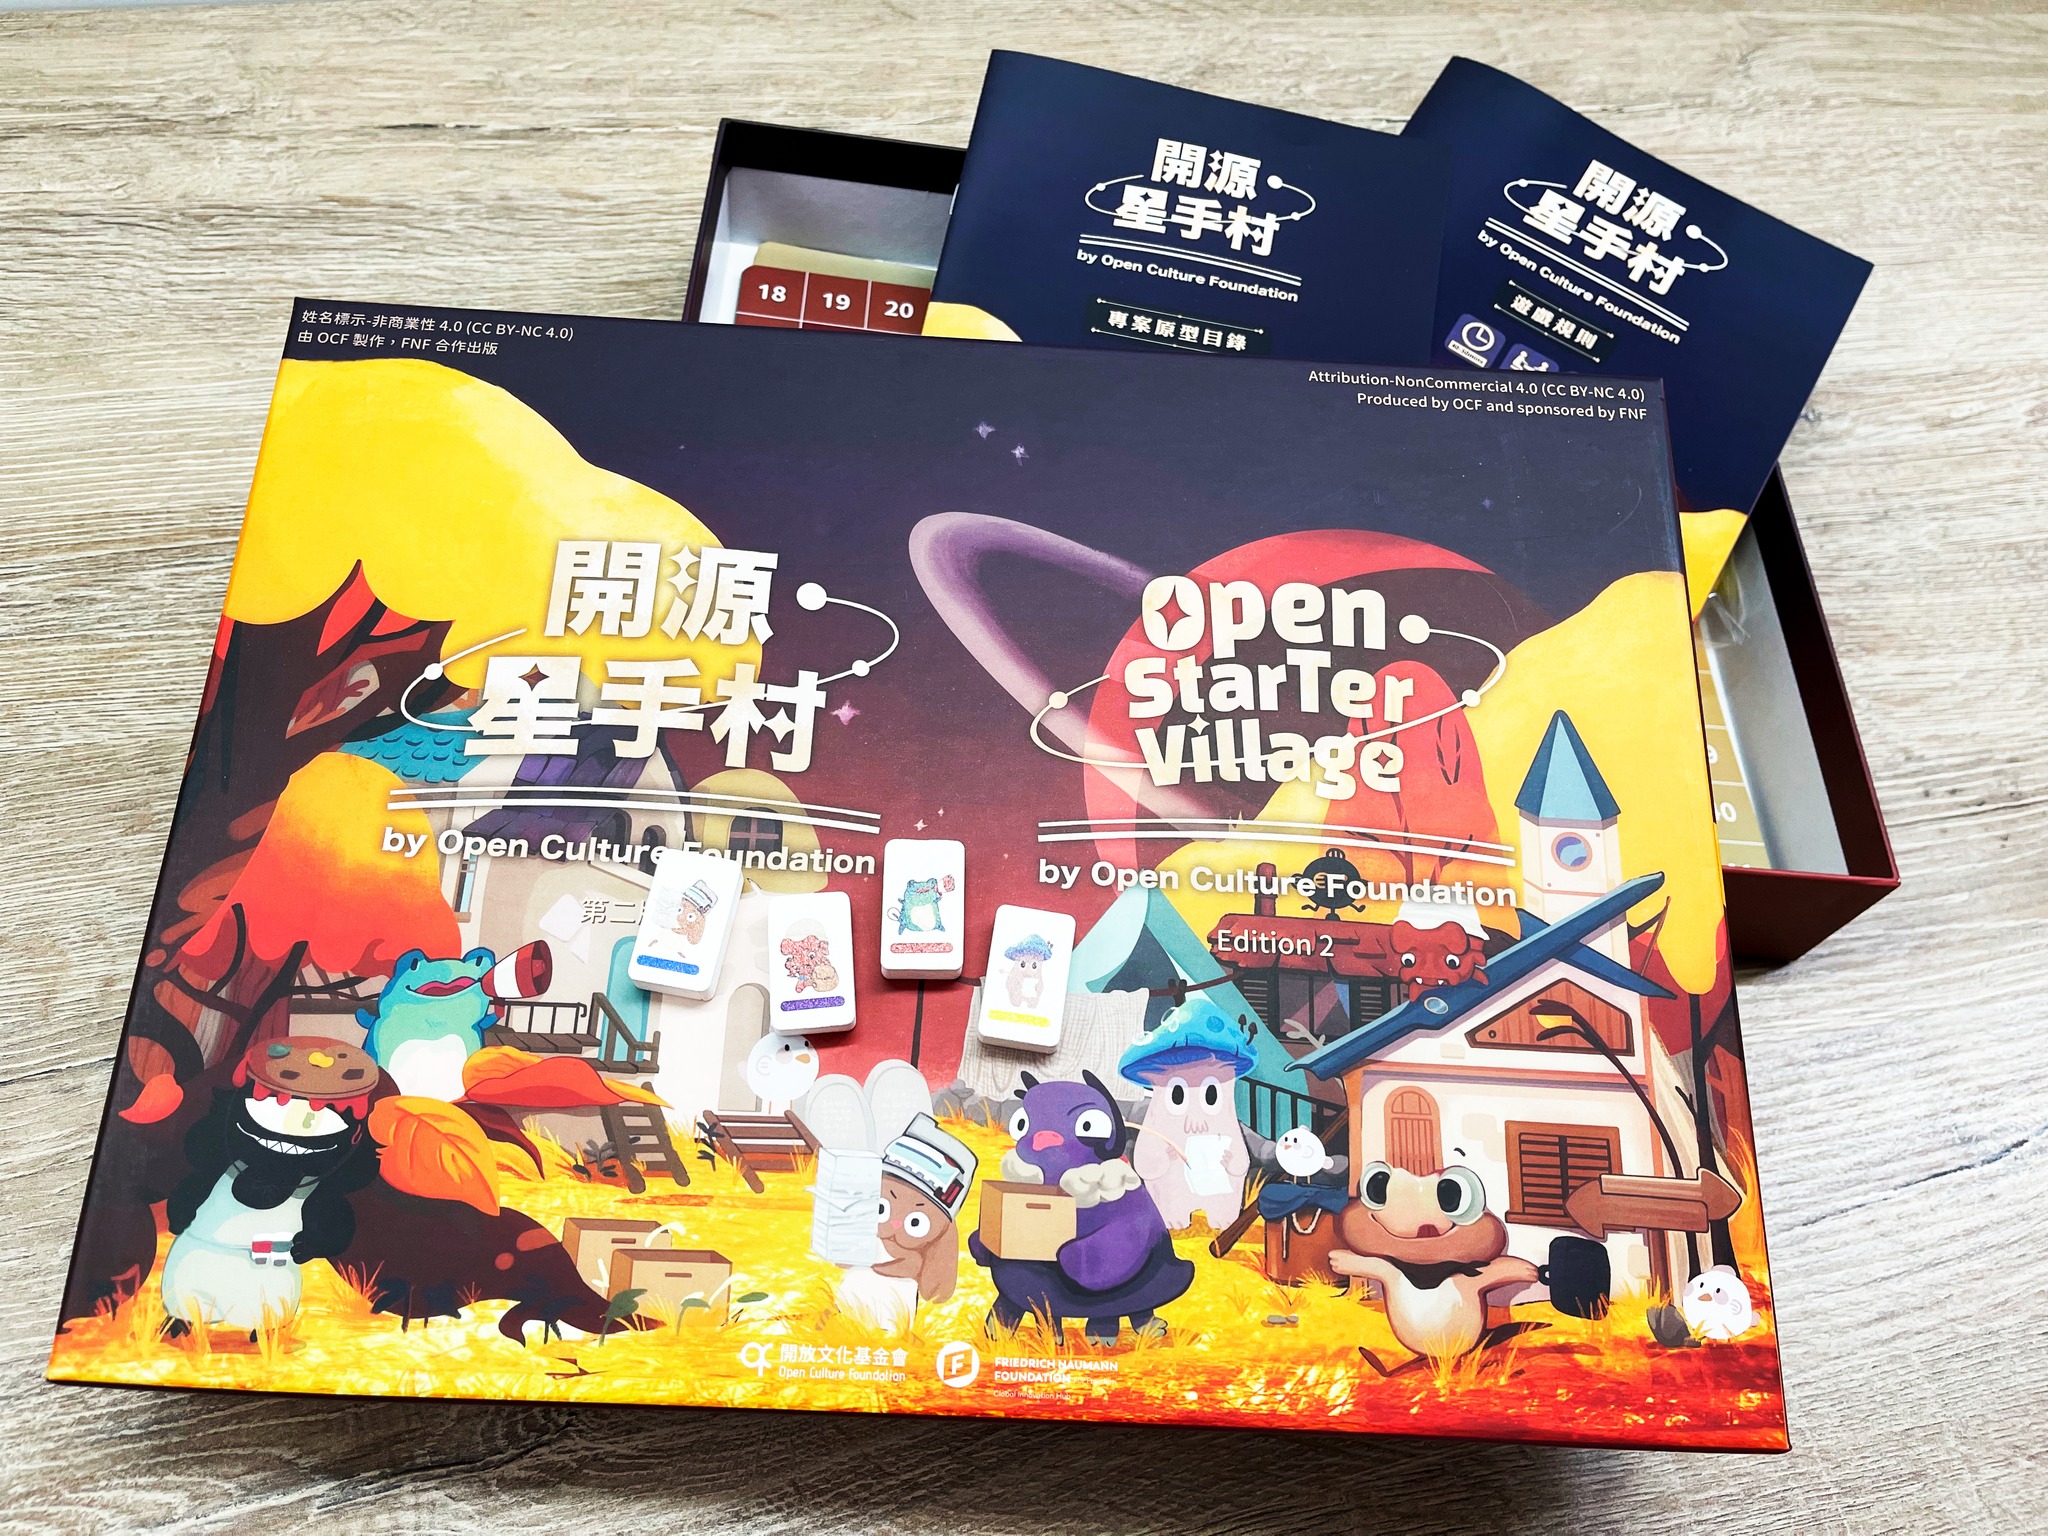 開源
星手村
by Open Culture Foundation
專案原型目錄
開源
星手村
by Open Culture Foundation
遊戲規則
18 19 20
姓名標示-非商業性 4.0 (CC BY-NC 4.0)
由 OCF 製作，FNF 合作出版
Attribution-NonCommercial 4.0 (CC BY-NC 4.0)
Produced by OCF and sponsored by FNF
開源
星手村
by Open Culture Foundation
第二
Open
StarTer
Village
by Open Culture Foundation
Edition 2
開放文化基金會
Open Culture Foundation
F
FRIEDRICH NAUMANN
FOUNDATION
Global Innovation Hub